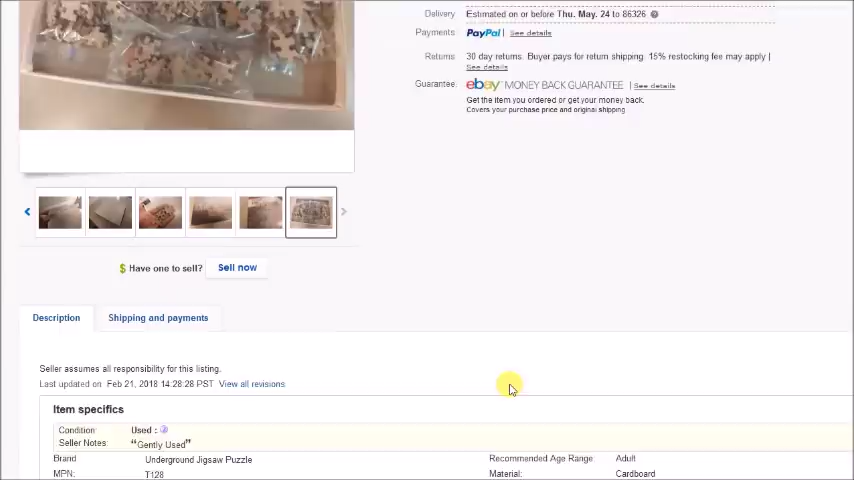 Delivery: Estimated on or before Thu. May. 24 to 86326
Payments: PayPal | See details
Returns: 30 day returns. Buyer pays for return shipping. 15% restocking fee may apply |
See details
Guarantee: ebay MONEY BACK GUARANTEE | See details
Get the item you ordered or get your money back.
Covers your purchase price and original shipping.
$ Have one to sell? Sell now
Description Shipping and payments
Seller assumes all responsibility for this listing.
Last updated on Feb 21, 2018 14:28:28 PST View all revisions
Item specifics
Condition: Used :
Seller Notes: “Gently Used”
Brand Underground Jigsaw Puzzle Recommended Age Range: Adult
MPN: T128 Material: Cardboard